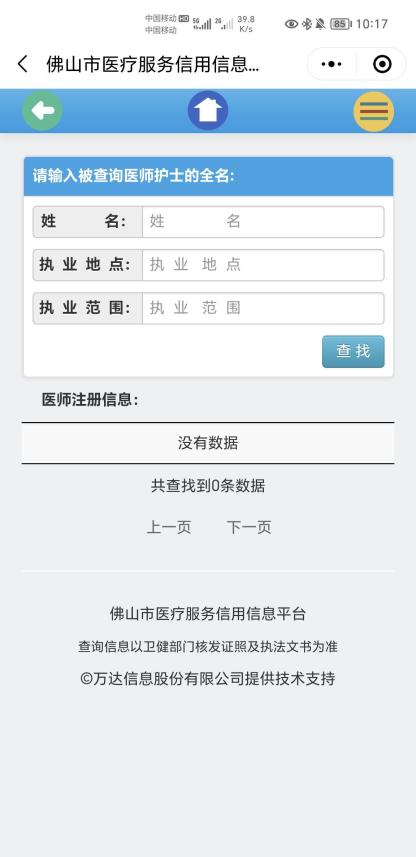 中国移动 HD 5G 2G 39.8
中国移动 K/s 85 10:17
佛山市医疗服务信用信息...
请输入被查询医师护士的全名:
姓 名: 姓 名
执 业 地 点: 执 业 地 点
执 业 范 围: 执 业 范 围
查 找
医师注册信息:
没有数据
共查找到0条数据
上一页 下一页
佛山市医疗服务信用信息平台
查询信息以卫健部门核发证照及执法文书为准
©万达信息股份有限公司提供技术支持